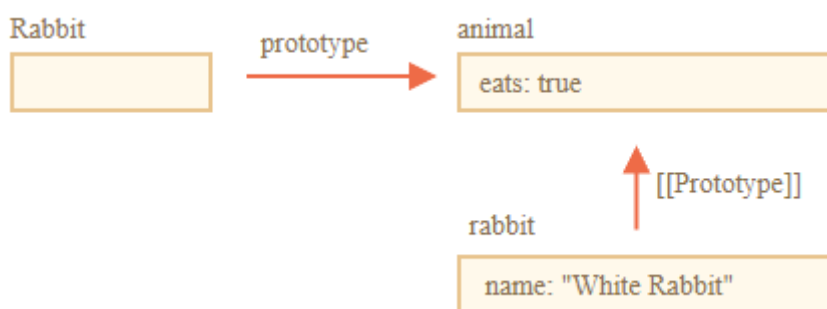 Rabbit
prototype
animal
eats: true
[[Prototype]]
rabbit
name: "White Rabbit"